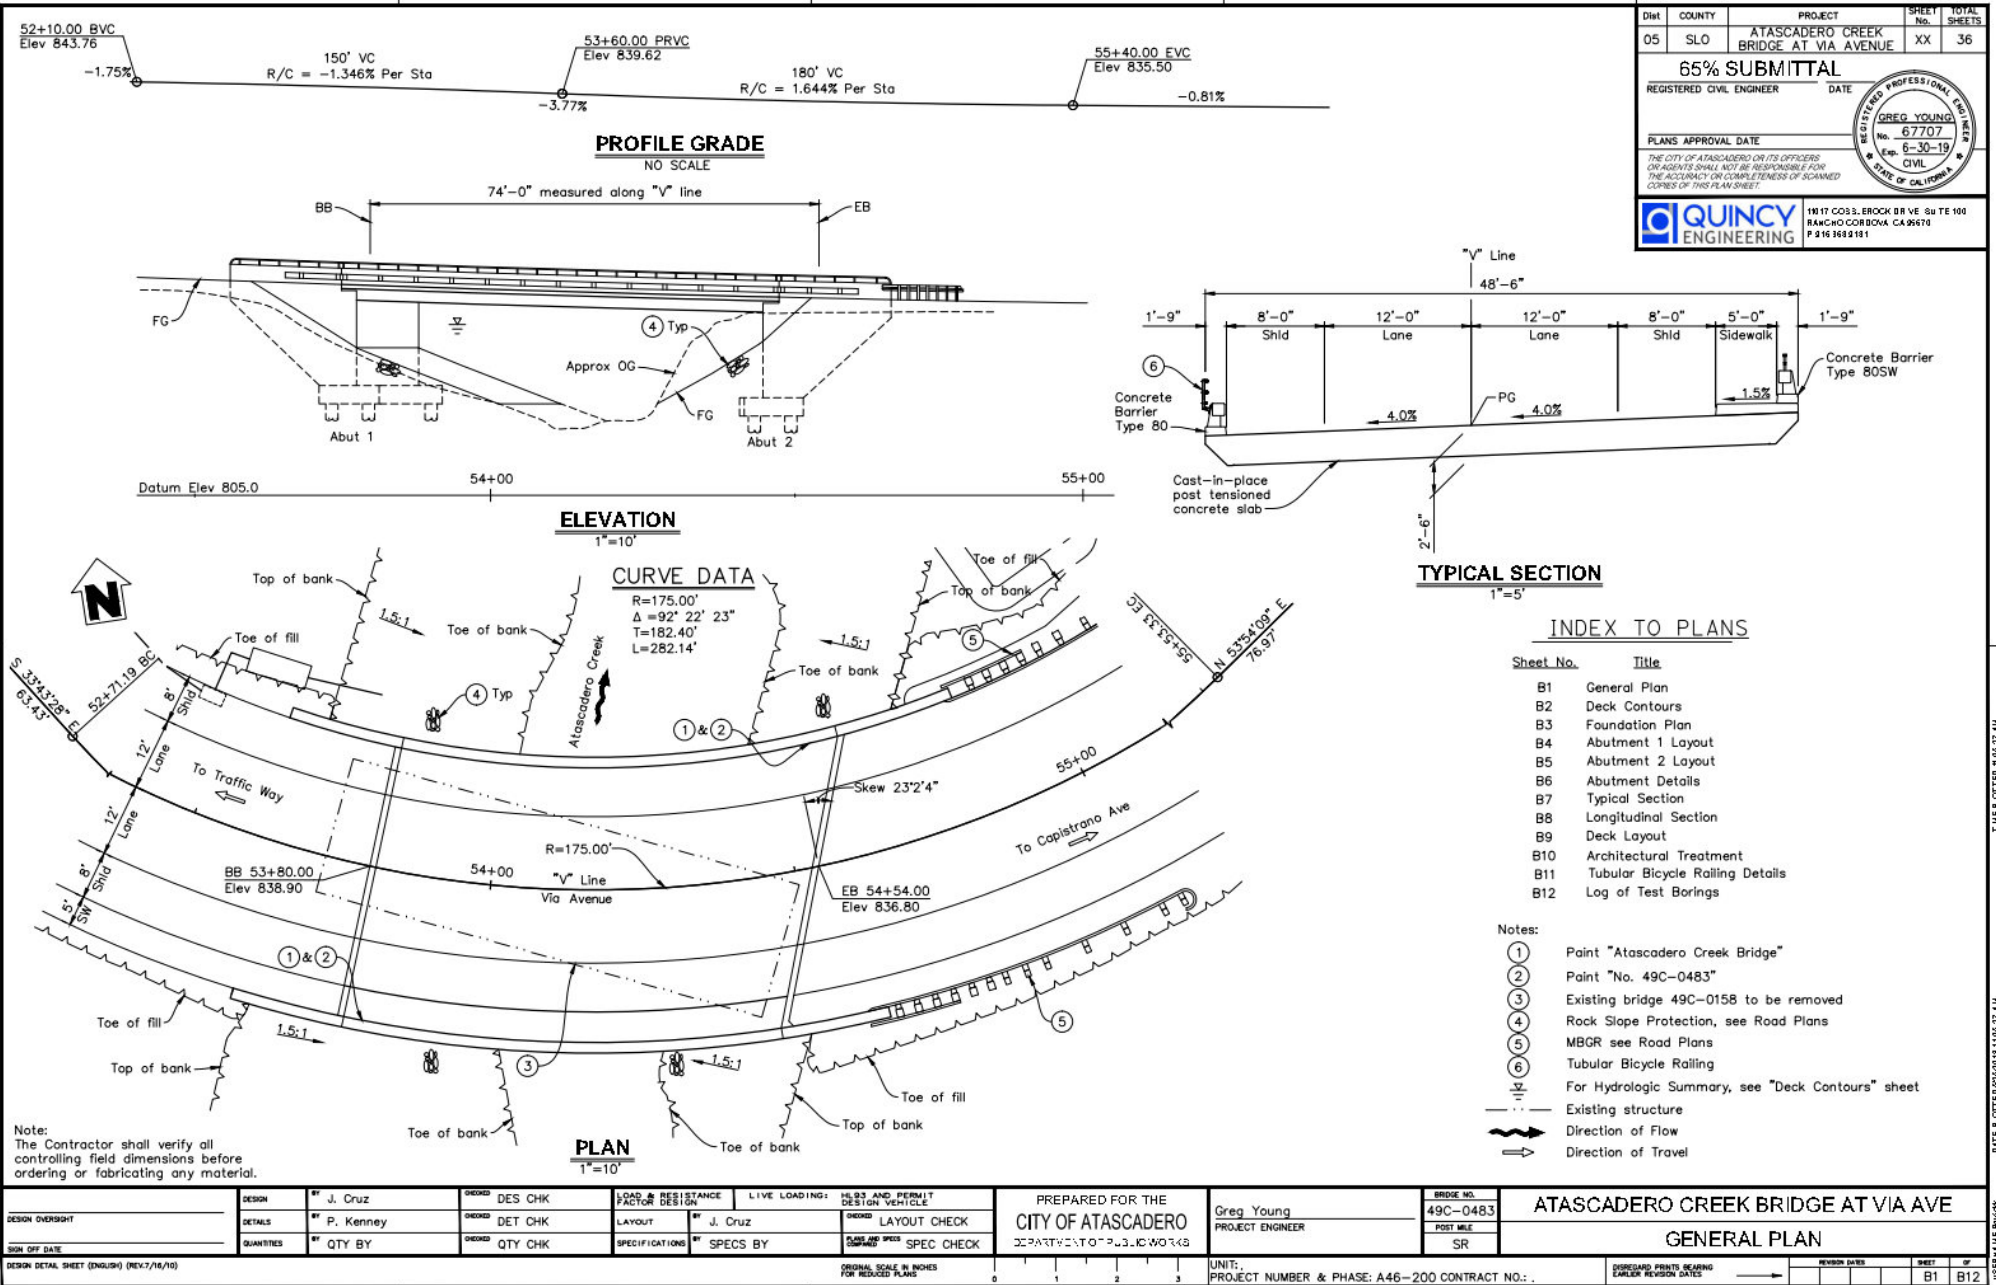 52+10.00 BVC
Elev 843.76
-1.75%
150' VC
R/C = -1.346% Per Sta
53+60.00 PRVC
Elev 839.62
-3.77%
180' VC
R/C = 1.644% Per Sta
55+40.00 EVC
Elev 835.50
-0.81%
PROFILE GRADE
NO SCALE
Dist COUNTY PROJECT SHEET No. TOTAL SHEETS
05 SLO ATASCADERO CREEK BRIDGE AT VIA AVENUE XX 36
65% SUBMITTAL
REGISTERED CIVIL ENGINEER DATE
PLANS APPROVAL DATE
THE CITY OF ATASCADERO OR ITS OFFICERS
OR AGENTS SHALL NOT BE RESPONSIBLE FOR
THE ACCURACY OR COMPLETENESS OF SCANNED
COPIES OF THIS PLAN SHEET.
REGISTERED PROFESSIONAL ENGINEER
GREG YOUNG
No. 67707
Exp. 6-30-19
CIVIL
STATE OF CALIFORNIA
QUINCY
ENGINEERING
RANCHO CORDOVA CA 95670
74'-0" measured along "V" line
BB
EB
FG
4 Typ
Approx OG
FG
Abut 1
Abut 2
Datum Elev 805.0
54+00
55+00
ELEVATION
1"=10'
"V" Line
48'-6"
1'-9" 8'-0" 12'-0" 12'-0" 8'-0" 5'-0" 1'-9"
Shld Lane Lane Shld Sidewalk
6
Concrete
Barrier
Type 80
Concrete Barrier
Type 80SW
PG
4.0%
4.0%
1.5%
Cast-in-place
post tensioned
concrete slab
2'-6"
TYPICAL SECTION
1"=5'
N
CURVE DATA
R=175.00'
Δ =92° 22' 23"
T=182.40'
L=282.14'
Top of bank
1.5:1
Toe of bank
Toe of fill
Atascadero Creek
1.5:1
Toe of bank
Toe of fill
Top of bank
5
4 Typ
1 & 2
S 33°43'28" E
63.43'
52+71.19 BC
8' Shld
12' Lane
12' Lane
8' Shld
5' SW
To Traffic Way
55+53.33 EC
N 53°54'09" E
76.97'
55+00
Skew 23°2'4"
To Capistrano Ave
R=175.00'
BB 53+80.00
Elev 838.90
54+00
"V" Line
Via Avenue
EB 54+54.00
Elev 836.80
1 & 2
Toe of fill
1.5:1
Top of bank
3
1.5:1
5
Toe of fill
Top of bank
Toe of bank
Toe of bank
PLAN
1"=10'
Note:
The Contractor shall verify all
controlling field dimensions before
ordering or fabricating any material.
INDEX TO PLANS
Sheet No. Title
B1 General Plan
B2 Deck Contours
B3 Foundation Plan
B4 Abutment 1 Layout
B5 Abutment 2 Layout
B6 Abutment Details
B7 Typical Section
B8 Longitudinal Section
B9 Deck Layout
B10 Architectural Treatment
B11 Tubular Bicycle Railing Details
B12 Log of Test Borings
Notes:
1 Paint "Atascadero Creek Bridge"
2 Paint "No. 49C-0483"
3 Existing bridge 49C-0158 to be removed
4 Rock Slope Protection, see Road Plans
5 MBGR see Road Plans
6 Tubular Bicycle Railing
For Hydrologic Summary, see "Deck Contours" sheet
Existing structure
Direction of Flow
Direction of Travel
DESIGN OVERSIGHT
SIGN OFF DATE
DESIGN BY J. Cruz CHECKED DES CHK
DETAILS BY P. Kenney CHECKED DET CHK
QUANTITIES BY QTY BY CHECKED QTY CHK
LOAD & RESISTANCE FACTOR DESIGN LIVE LOADING: HL93 AND PERMIT DESIGN VEHICLE
LAYOUT BY J. Cruz CHECKED LAYOUT CHECK
SPECIFICATIONS BY SPECS BY PLANS AND SPECS COMPARED SPEC CHECK
PREPARED FOR THE
CITY OF ATASCADERO
DEPARTMENT OF PUBLIC WORKS
Greg Young
PROJECT ENGINEER
BRIDGE NO.
49C-0483
POST MILE
SR
ATASCADERO CREEK BRIDGE AT VIA AVE
GENERAL PLAN
DESIGN DETAIL SHEET (ENGLISH) (REV.7/16/10)
ORIGINAL SCALE IN INCHES
FOR REDUCED PLANS
0 1 2 3
UNIT:
PROJECT NUMBER & PHASE: A46-200 CONTRACT NO.: .
DISREGARD PRINTS BEARING
EARLIER REVISION DATES
REVISION DATES
SHEET OF
B1 B12